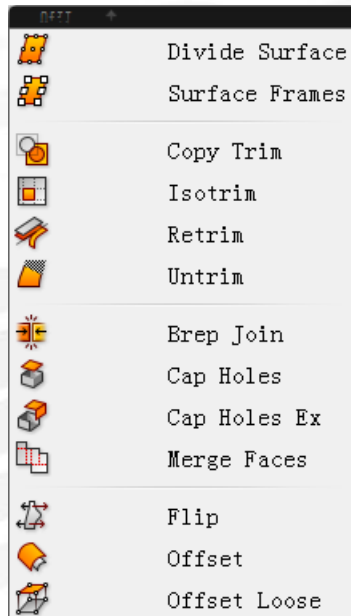 Divide Surface
Surface Frames
Copy Trim
Isotrim
Retrim
Untrim
Brep Join
Cap Holes
Cap Holes Ex
Merge Faces
Flip
Offset
Offset Loose